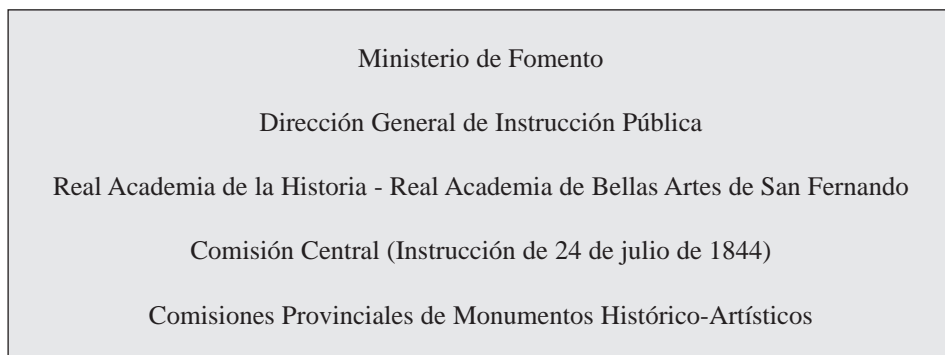 Ministerio de Fomento
Dirección General de Instrucción Pública
Real Academia de la Historia - Real Academia de Bellas Artes de San Fernando
Comisión Central (Instrucción de 24 de julio de 1844)
Comisiones Provinciales de Monumentos Histórico-Artísticos